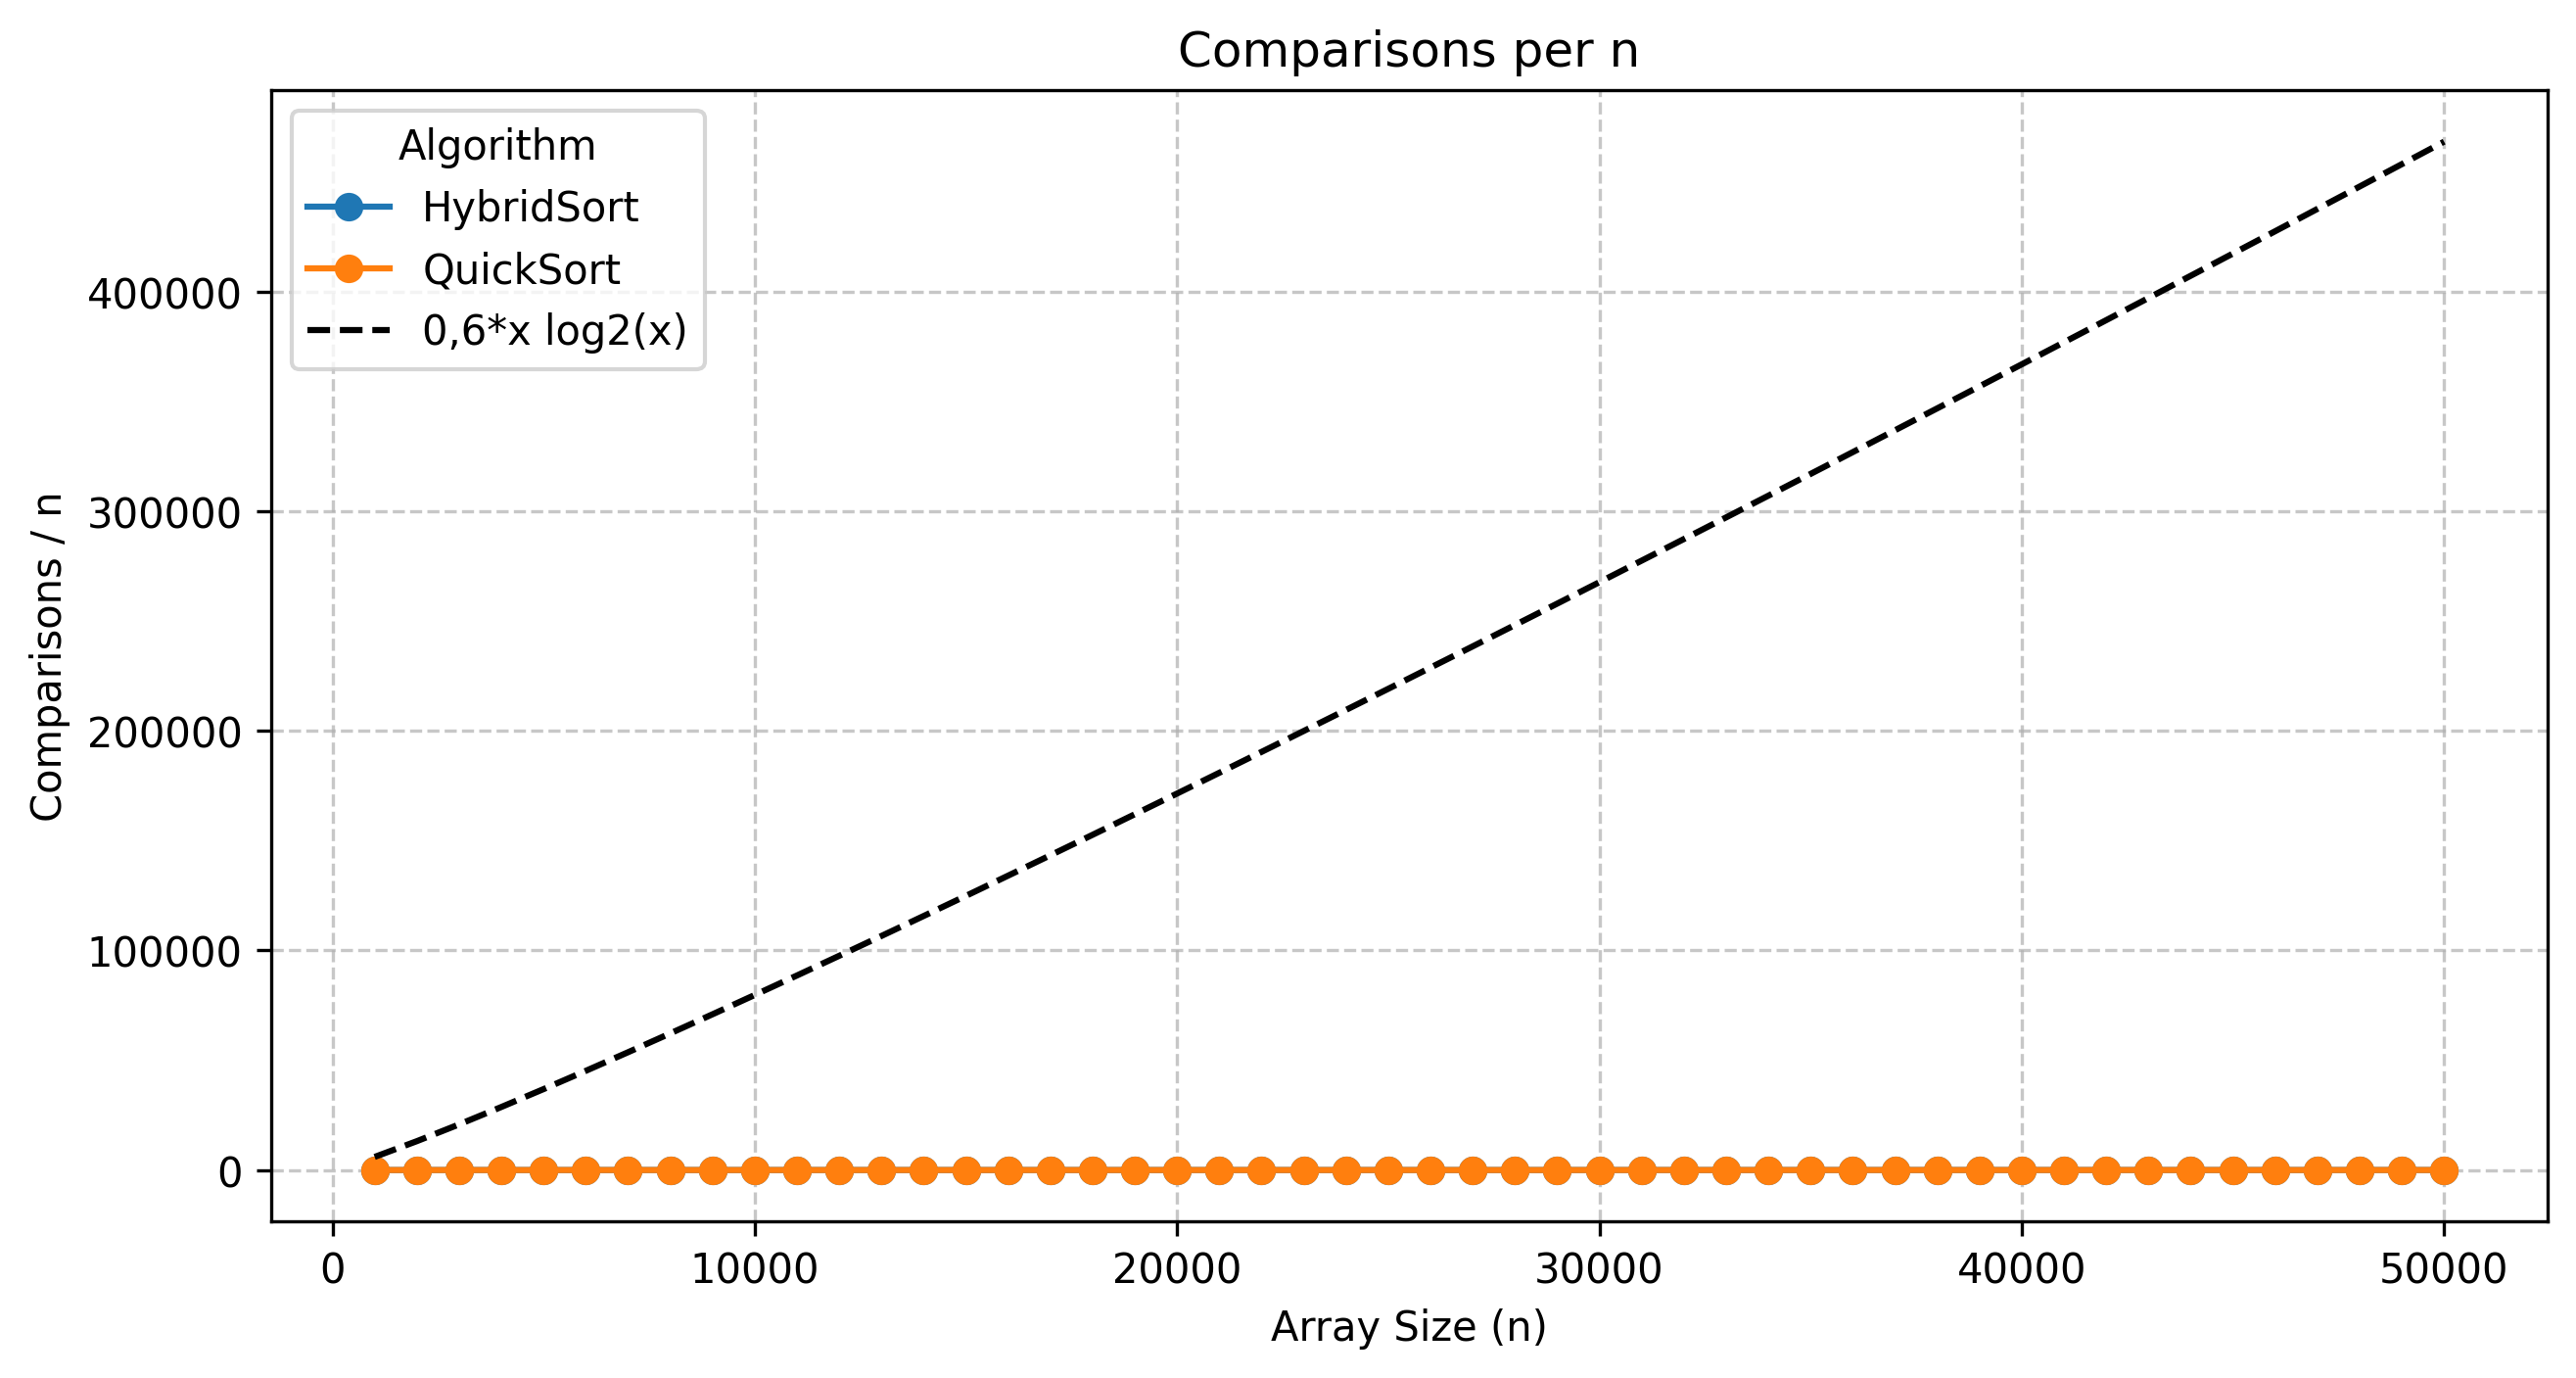 Comparisons per n
Algorithm
HybridSort
QuickSort
0,6*x log2(x)
Comparisons / n
400000
300000
200000
100000
0
0 10000 20000 30000 40000 50000
Array Size (n)